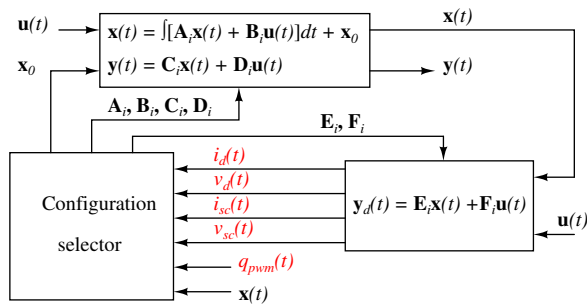 u(t)
x(t) = ∫[Aᵢx(t) + Bᵢu(t)]dt + x₀
x(t)
x₀
y(t) = Cᵢx(t) + Dᵢu(t)
y(t)
Aᵢ, Bᵢ, Cᵢ, Dᵢ
Eᵢ, Fᵢ
i_d(t)
v_d(t)
i_sc(t)
v_sc(t)
q_pwm(t)
x(t)
Configuration
selector
y_d(t) = Eᵢx(t) +Fᵢu(t)
u(t)